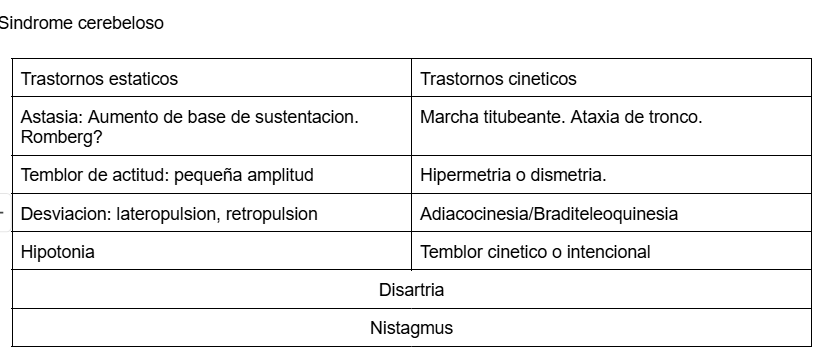 Sindrome cerebeloso
Trastornos estaticos
Trastornos cineticos
Astasia: Aumento de base de sustentacion.
Romberg?
Marcha titubeante. Ataxia de tronco.
Temblor de actitud: pequeña amplitud
Hipermetria o dismetria.
Desviacion: lateropulsion, retropulsion
Adiacocinesia/Braditeleoquinesia
Hipotonia
Temblor cinetico o intencional
Disartria
Nistagmus